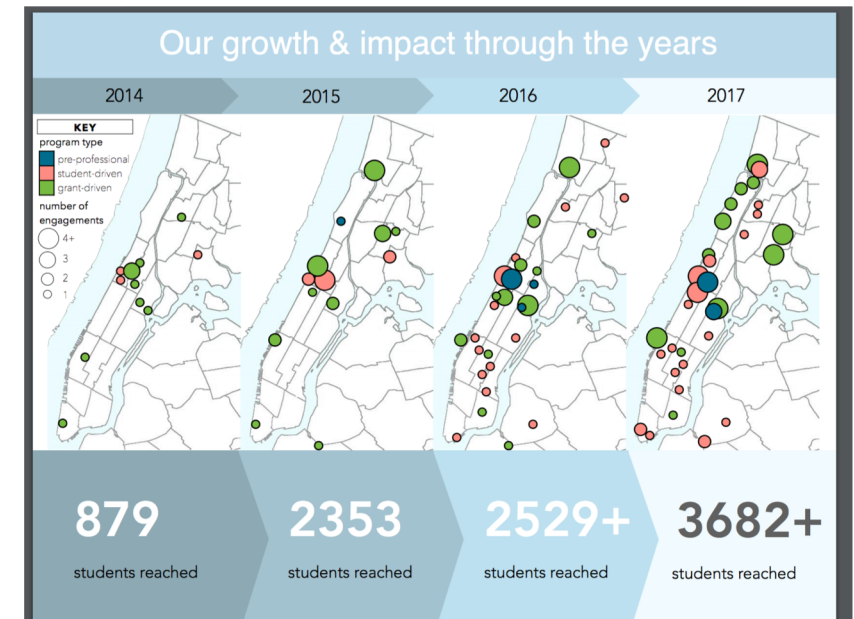 Our growth & impact through the years
2014
2015
2016
2017
KEY
program type
pre-professional
student-driven
grant-driven
number of
engagements
4+
3
2
1
879
2353
2529+
3682+
students reached
students reached
students reached
students reached